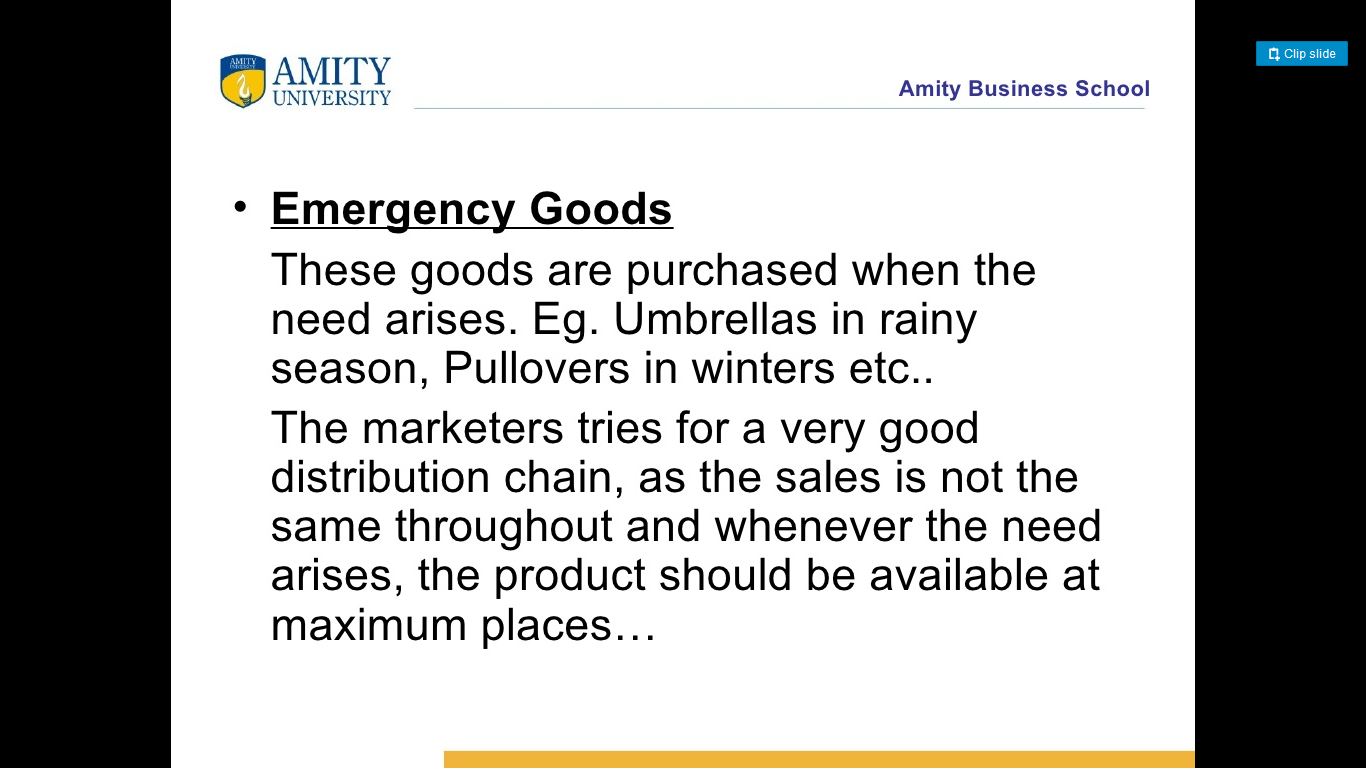 AMITY
UNIVERSITY
AMITY
UNIVERSITY
Amity Business School
Clip slide
• Emergency Goods
These goods are purchased when the
need arises. Eg. Umbrellas in rainy
season, Pullovers in winters etc..
The marketers tries for a very good
distribution chain, as the sales is not the
same throughout and whenever the need
arises, the product should be available at
maximum places…